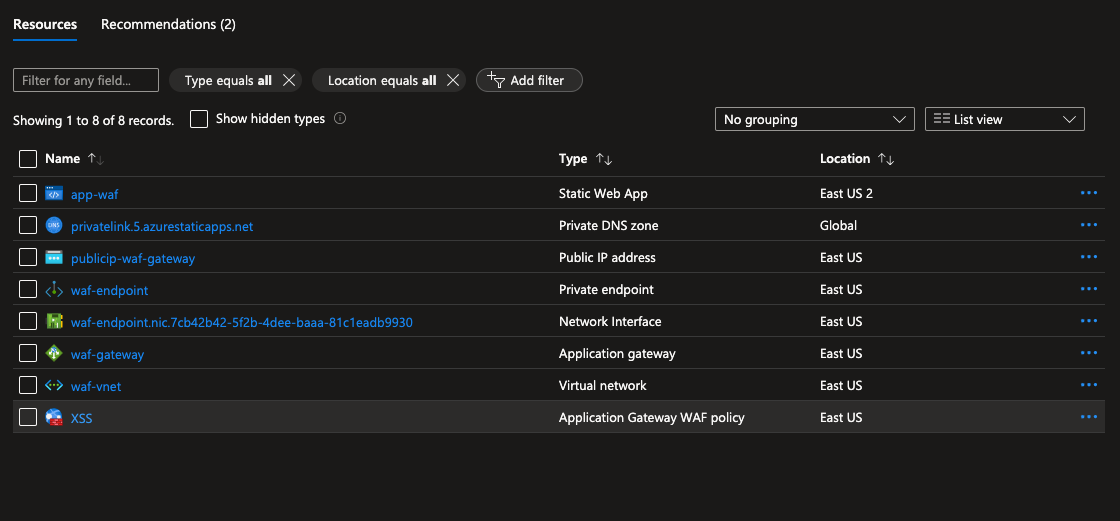 Resources Recommendations (2)
Filter for any field... Type equals all Location equals all Add filter
Showing 1 to 8 of 8 records. Show hidden types No grouping List view
Name Type Location
app-waf Static Web App East US 2
DNS privatelink.5.azurestaticapps.net Private DNS zone Global
publicip-waf-gateway Public IP address East US
waf-endpoint Private endpoint East US
waf-endpoint.nic.7cb42b42-5f2b-4dee-baaa-81c1eadb9930 Network Interface East US
waf-gateway Application gateway East US
waf-vnet Virtual network East US
XSS Application Gateway WAF policy East US